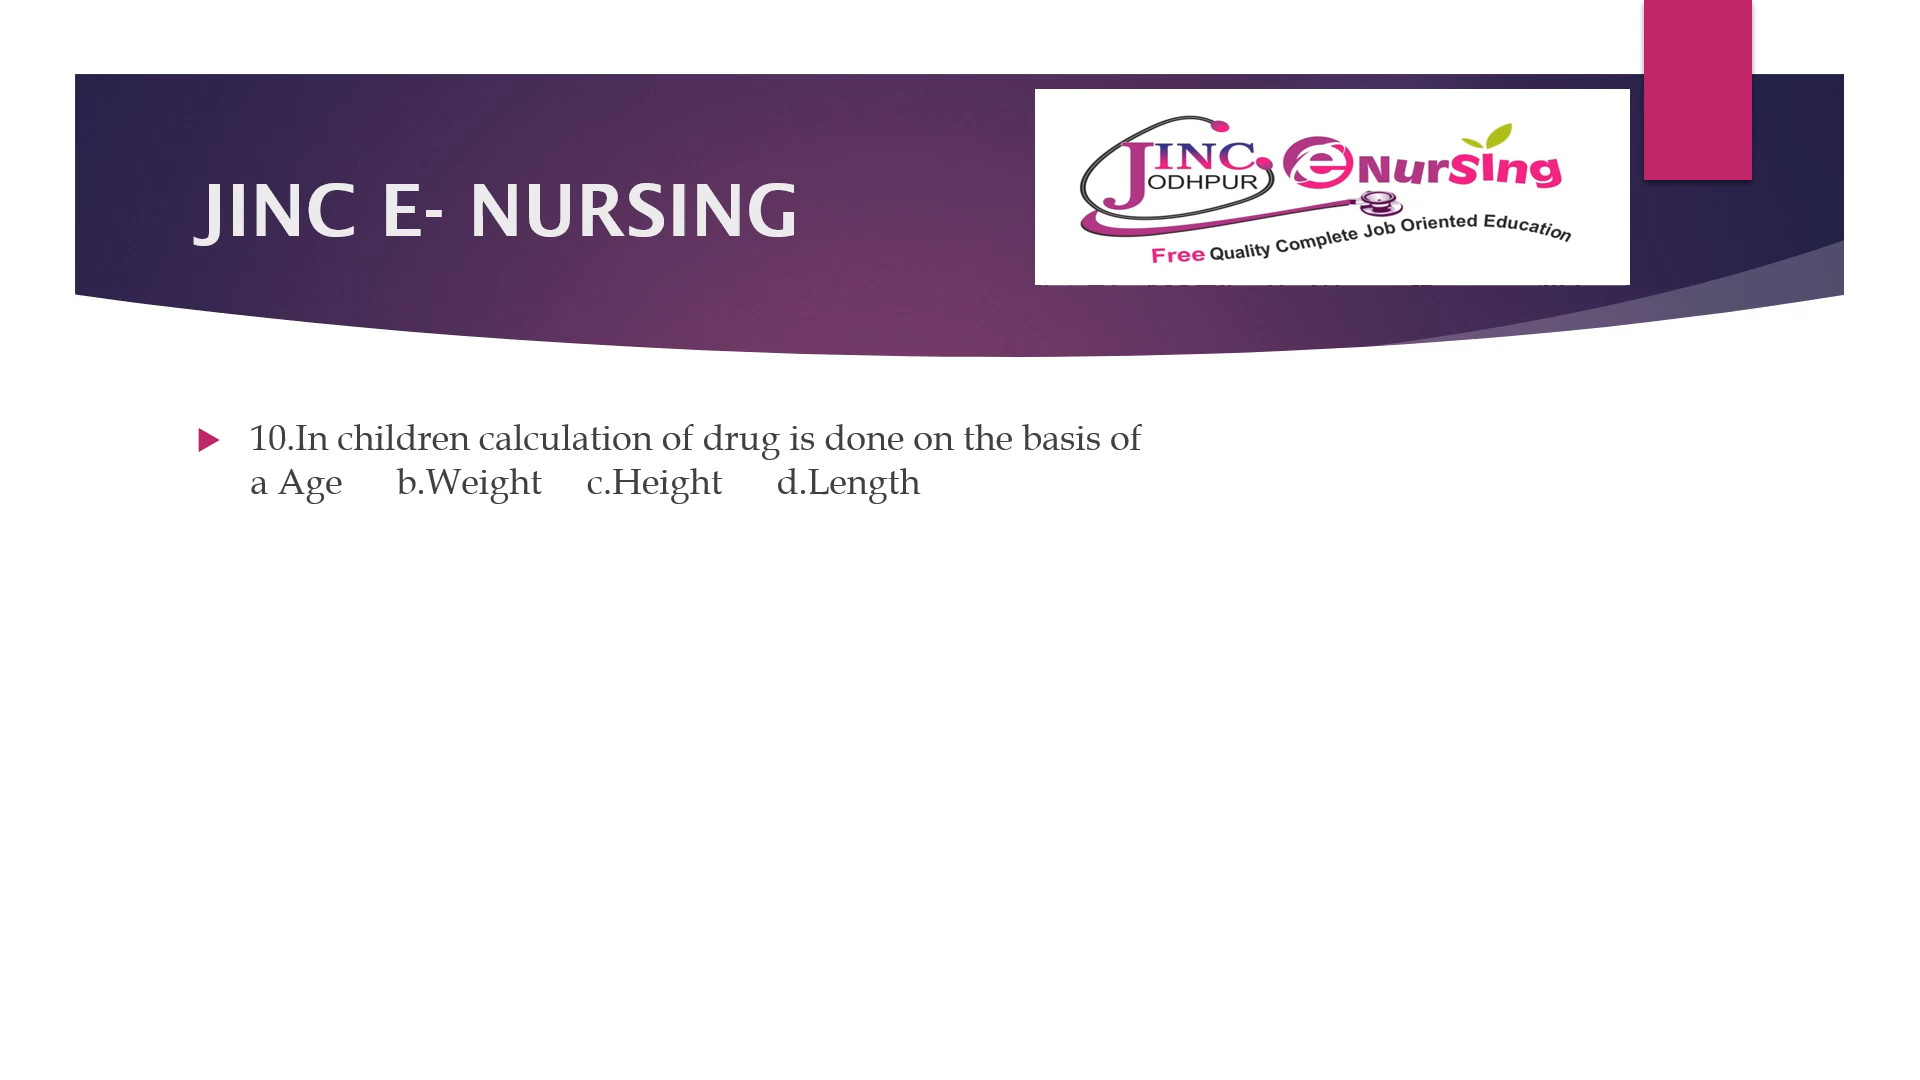 JINC E- NURSING
JINC. eNursing
ODHPUR
Free Quality Complete Job Oriented Education
10.In children calculation of drug is done on the basis of
a Age b.Weight c.Height d.Length